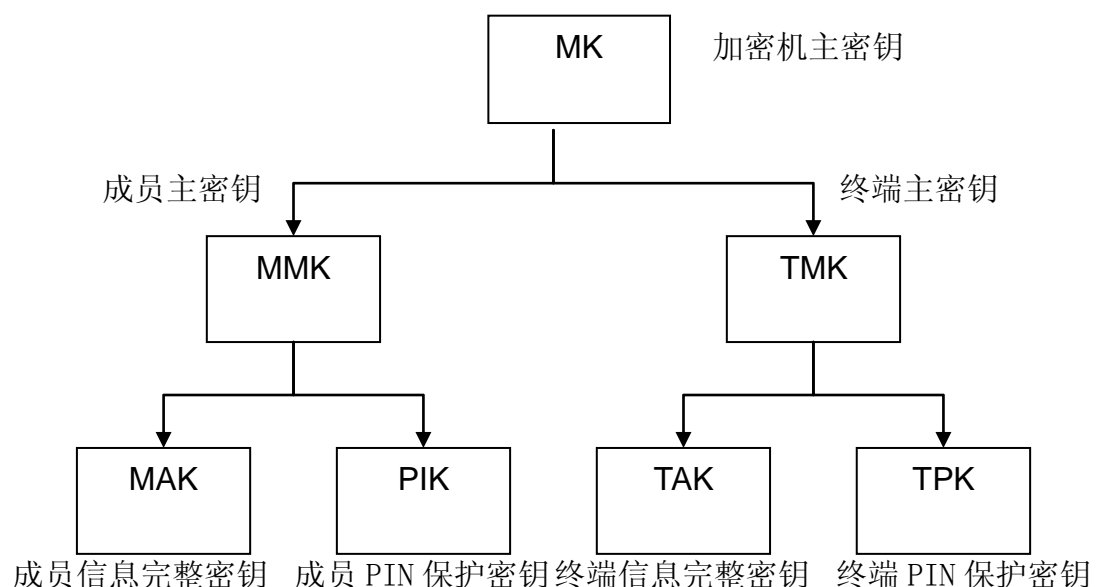 MK
加密机主密钥
成员主密钥
终端主密钥
MMK
TMK
MAK
PIK
TAK
TPK
成员信息完整密钥
成员 PIN 保护密钥
终端信息完整密钥
终端 PIN 保护密钥